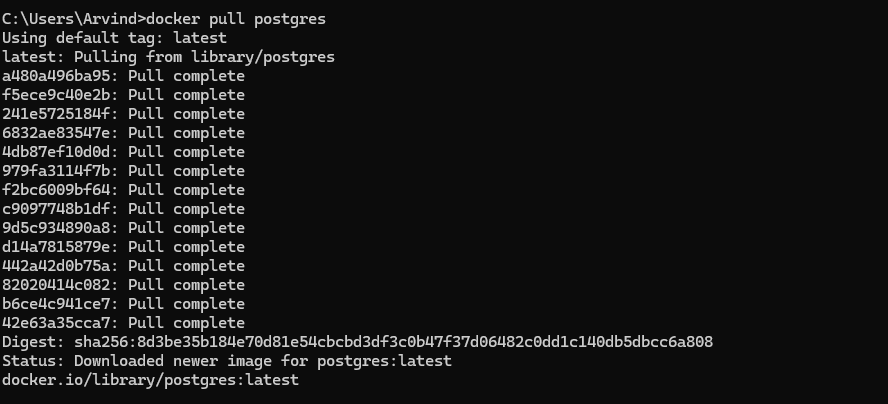 C:\Users\Arvind>docker pull postgres
Using default tag: latest
latest: Pulling from library/postgres
a480a496ba95: Pull complete
f5ece9c40e2b: Pull complete
241e5725184f: Pull complete
6832ae83547e: Pull complete
4db87ef10d0d: Pull complete
979fa3114f7b: Pull complete
f2bc6009bf64: Pull complete
c9097748b1df: Pull complete
9d5c934890a8: Pull complete
d14a7815879e: Pull complete
442a42d0b75a: Pull complete
82020414c082: Pull complete
b6ce4c941ce7: Pull complete
42e63a35cca7: Pull complete
Digest: sha256:8d3be35b184e70d81e54cbcbd3df3c0b47f37d06482c0dd1c140db5dbcc6a808
Status: Downloaded newer image for postgres:latest
docker.io/library/postgres:latest